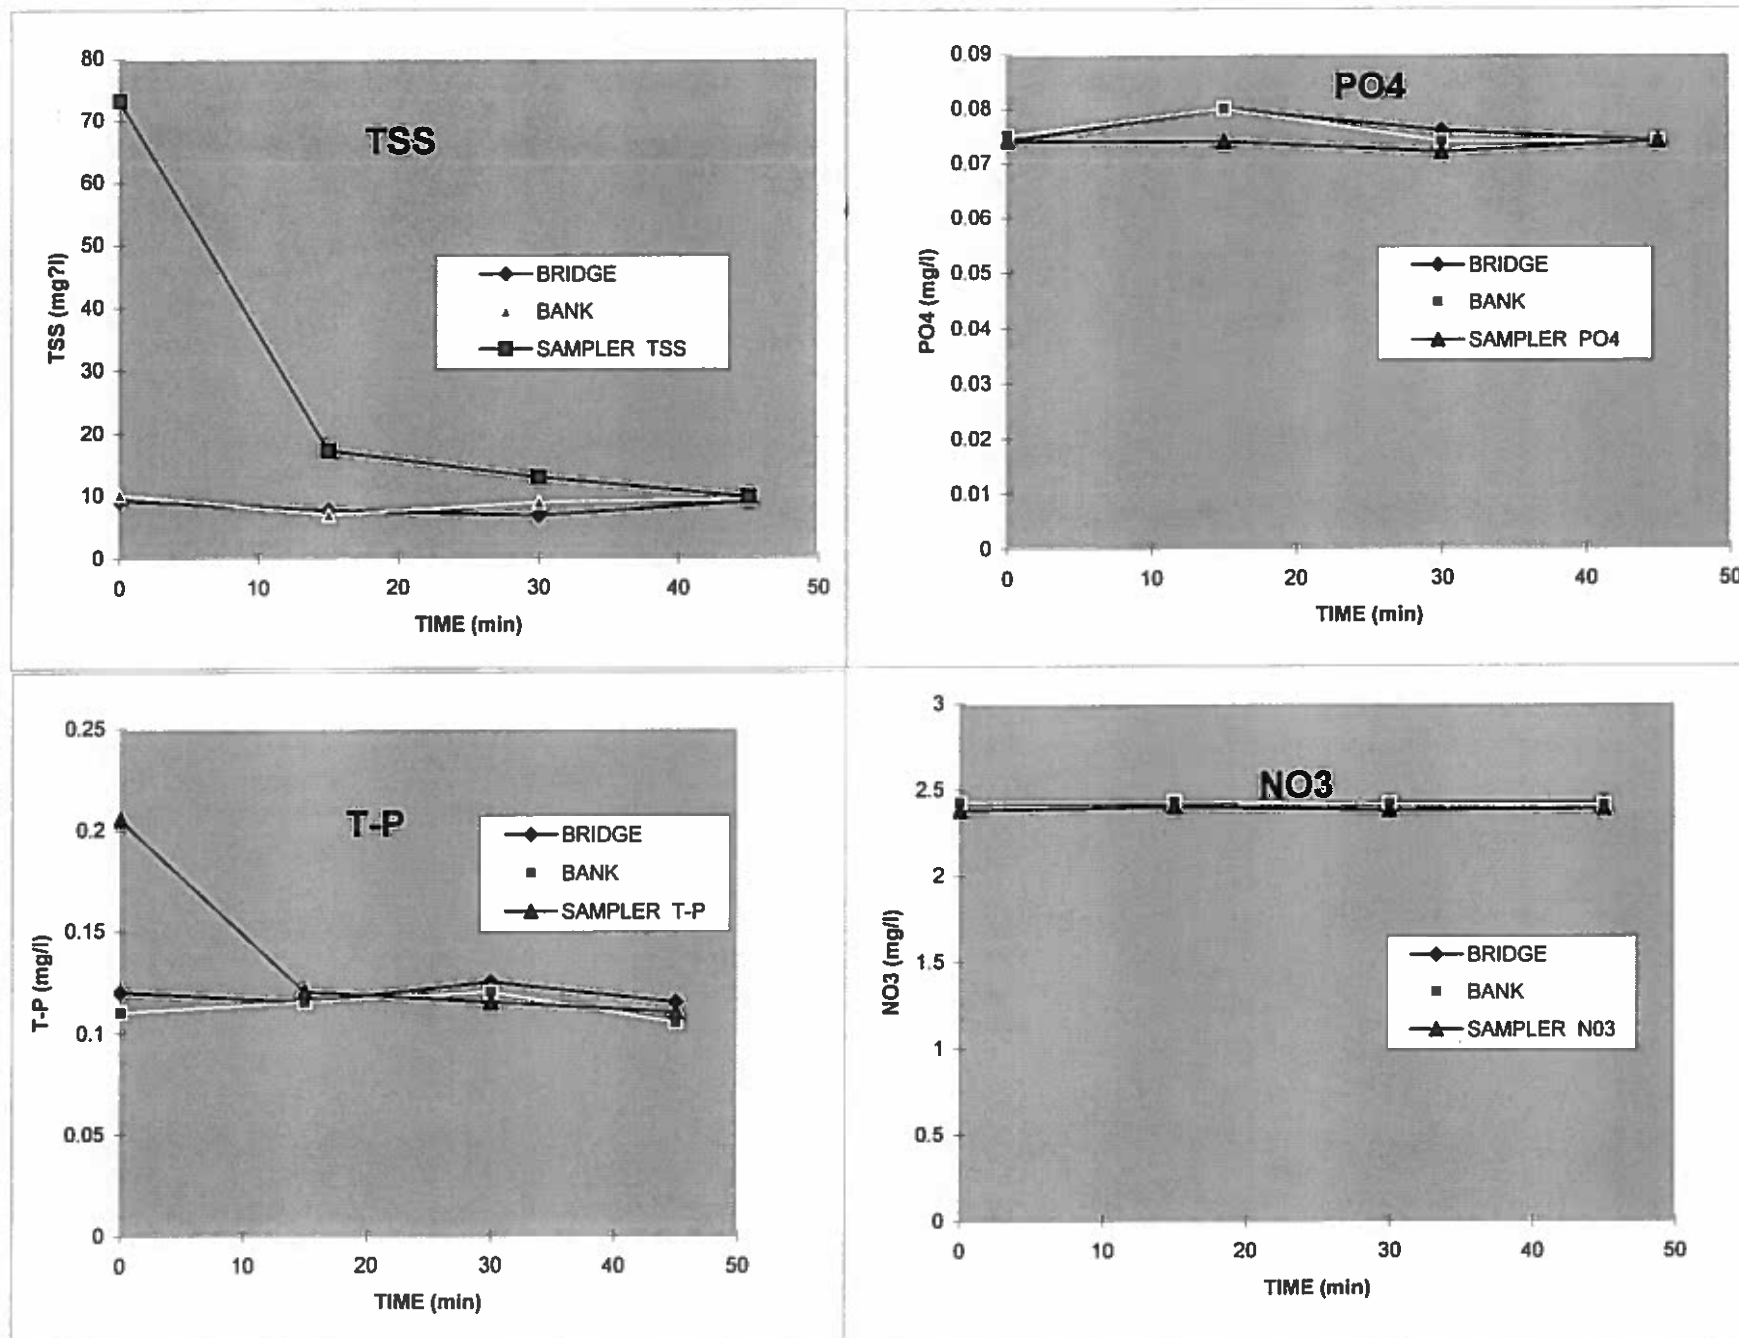 TSS
80
70
60
50
40
30
20
10
0
TSS (mg?l)
BRIDGE
BANK
SAMPLER TSS
0 10 20 30 40 50
TIME (min)
PO4
0.09
0.08
0.07
0.06
0.05
0.04
0.03
0.02
0.01
0
PO4 (mg/l)
BRIDGE
BANK
SAMPLER PO4
0 10 20 30 40 50
TIME (min)
T-P
0.25
0.2
0.15
0.1
0.05
0
T-P (mg/l)
BRIDGE
BANK
SAMPLER T-P
0 10 20 30 40 50
TIME (min)
NO3
3
2.5
2
1.5
1
0.5
0
NO3 (mg/l)
BRIDGE
BANK
SAMPLER N03
0 10 20 30 40 50
TIME (min)